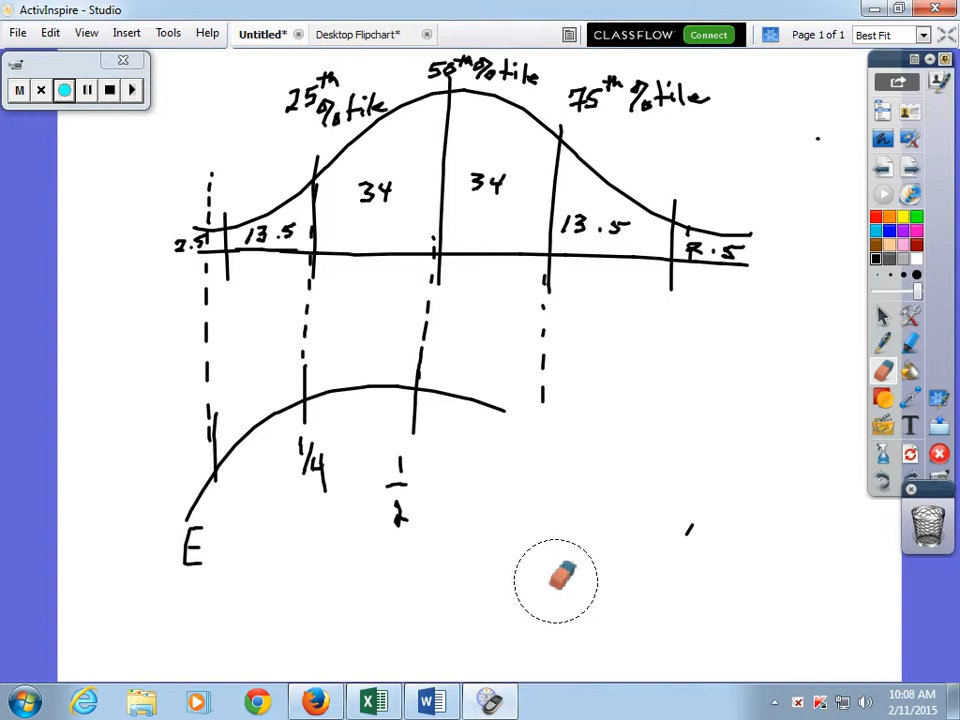 ActivInspire - Studio
File Edit View Insert Tools Help
Untitled* Desktop Flipchart*
CLASSFLOW Connect
Page 1 of 1 Best Fit
M
25th %tile
50th %tile
75th %tile
34 34
2.5 13.5 13.5 2.5
1/4
1/2
E
T
W
10:08 AM
2/11/2015